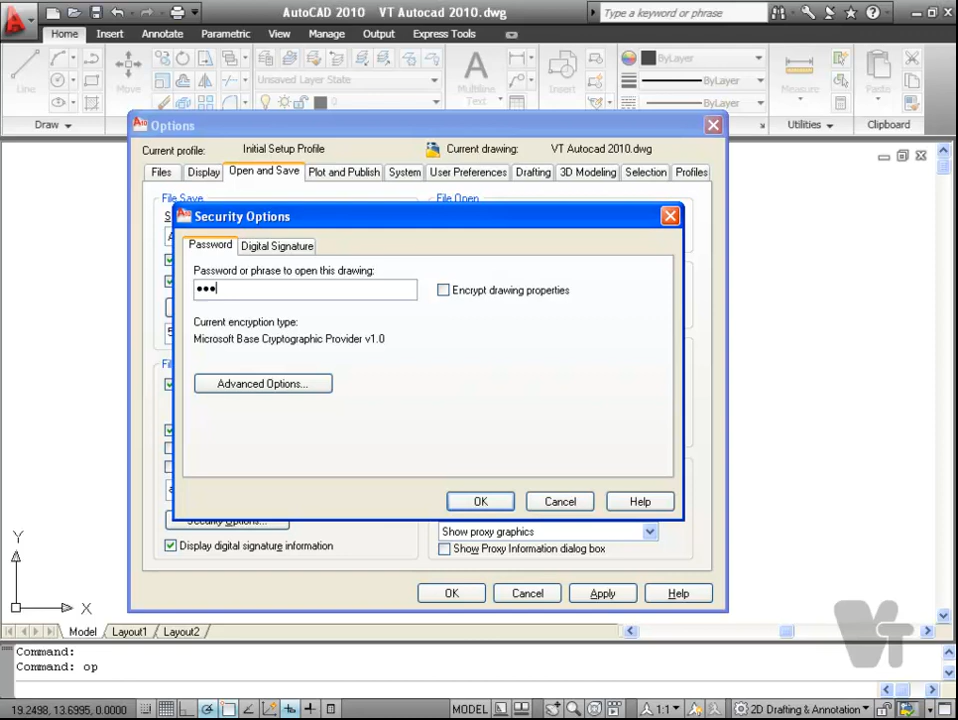 AutoCAD 2010 VT Autocad 2010.dwg
Type a keyword or phrase
Home Insert Annotate Parametric View Manage Output Express Tools
Line Move Unsaved Layer State Multiline Text Insert ByLayer ByLayer ByLayer Measure Paste
Draw Utilities Clipboard
Options
Current profile: Initial Setup Profile Current drawing: VT Autocad 2010.dwg
Files Display Open and Save Plot and Publish System User Preferences Drafting 3D Modeling Selection Profiles
File Save File Open
Security Options
Password Digital Signature
Password or phrase to open this drawing:
•••
Encrypt drawing properties
Current encryption type:
Microsoft Base Cryptographic Provider v1.0
Advanced Options...
OK Cancel Help
Security Options...
Show proxy graphics
Display digital signature information
Show Proxy Information dialog box
OK Cancel Apply Help
Y
X
Model Layout1 Layout2
VT
Command:
Command: op
19.2498, 13.6995, 0.0000 MODEL 1:1 2D Drafting & Annotation